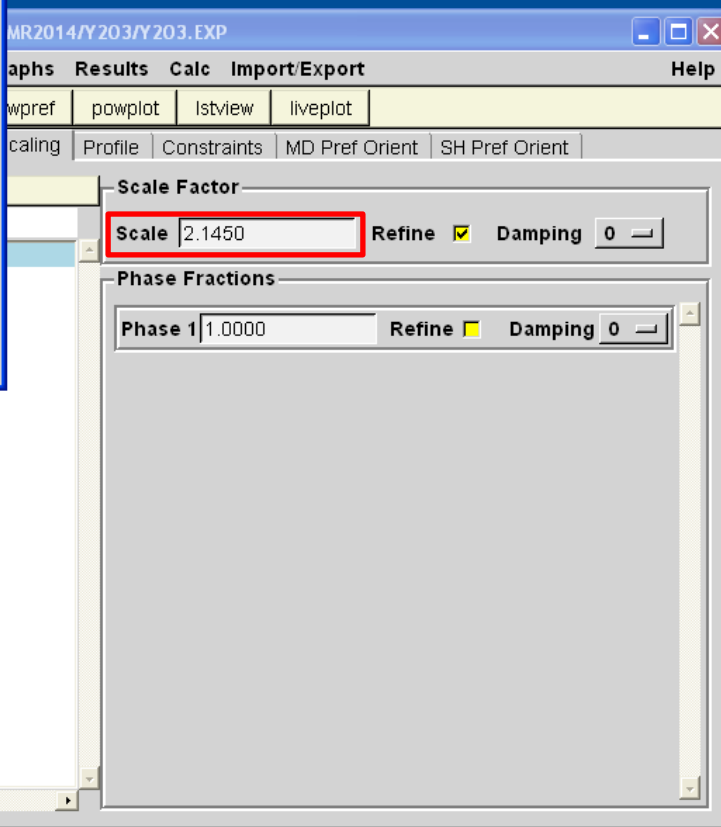 MR2014/Y2O3/Y2O3.EXP
aphs Results Calc Import/Export Help
wpref powplot lstview liveplot
caling Profile Constraints MD Pref Orient SH Pref Orient
Scale Factor
Scale 2.1450 Refine Damping 0
Phase Fractions
Phase 1 1.0000 Refine Damping 0